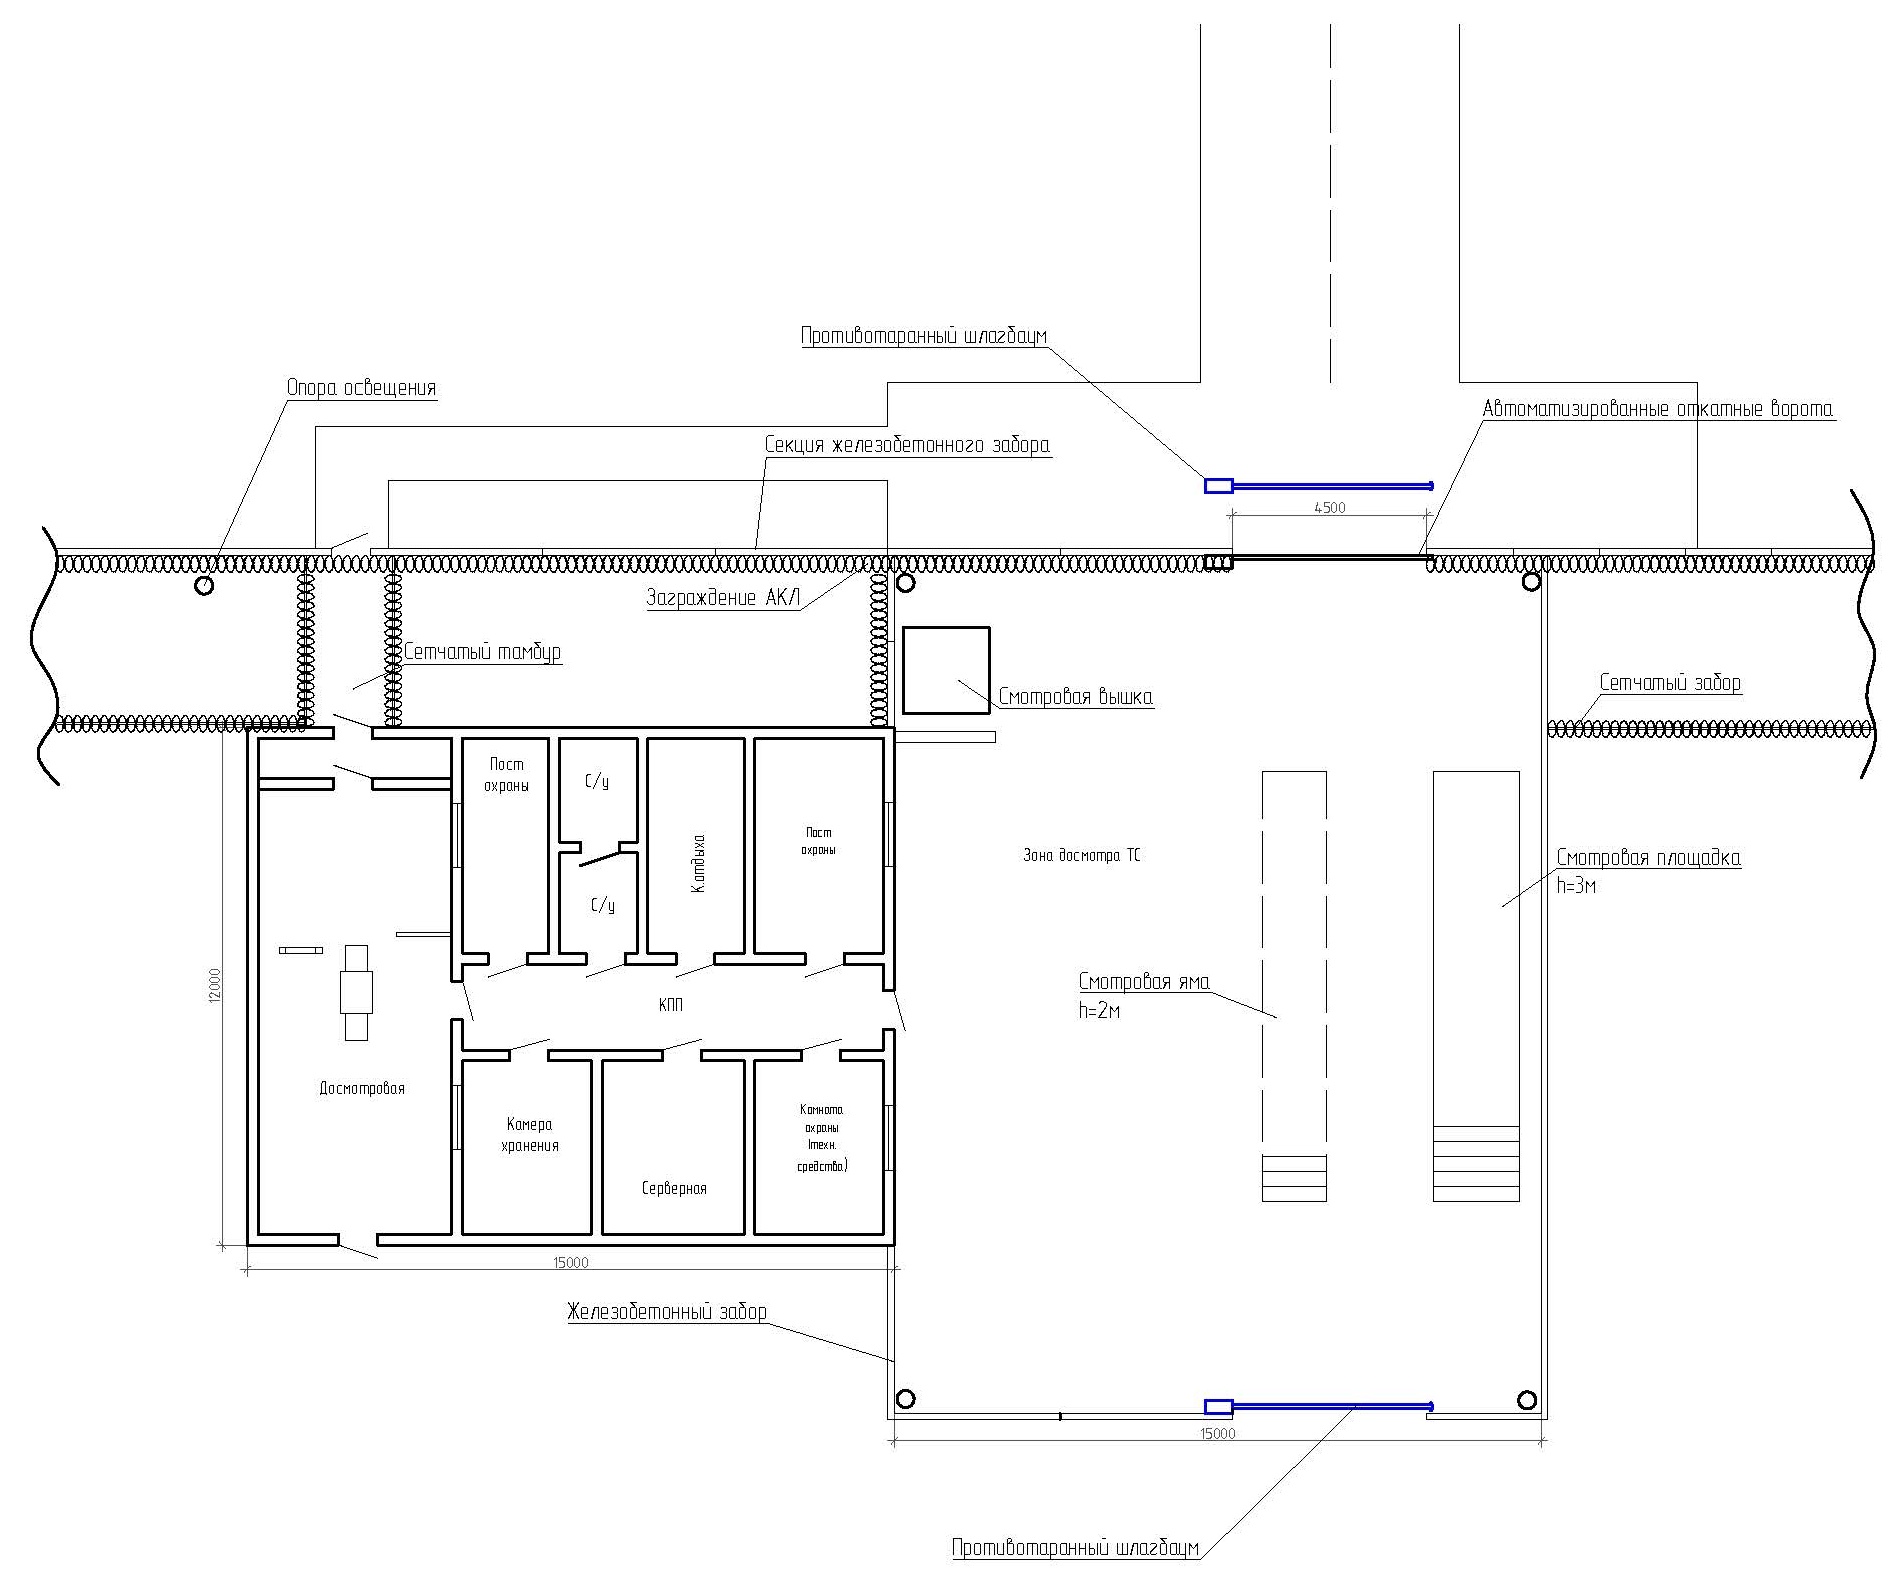 Противотаранный шлагбаум
Опора освещения
Автоматизированные откатные ворота
Секция железобетонного забора
4500
Заграждение АКЛ
Сетчатый тамбур
Сетчатый забор
Смотровая вышка
Пост
охраны
С/у
К.отдыха
Пост
охраны
С/у
Зона досмотра ТС
Смотровая площадка
h=3м
Смотровая яма
h=2м
12000
КПП
Досмотровая
Камера
хранения
Серверная
Комната
охраны
(техн.
средства)
15000
Железобетонный забор
15000
Противотаранный шлагбаум